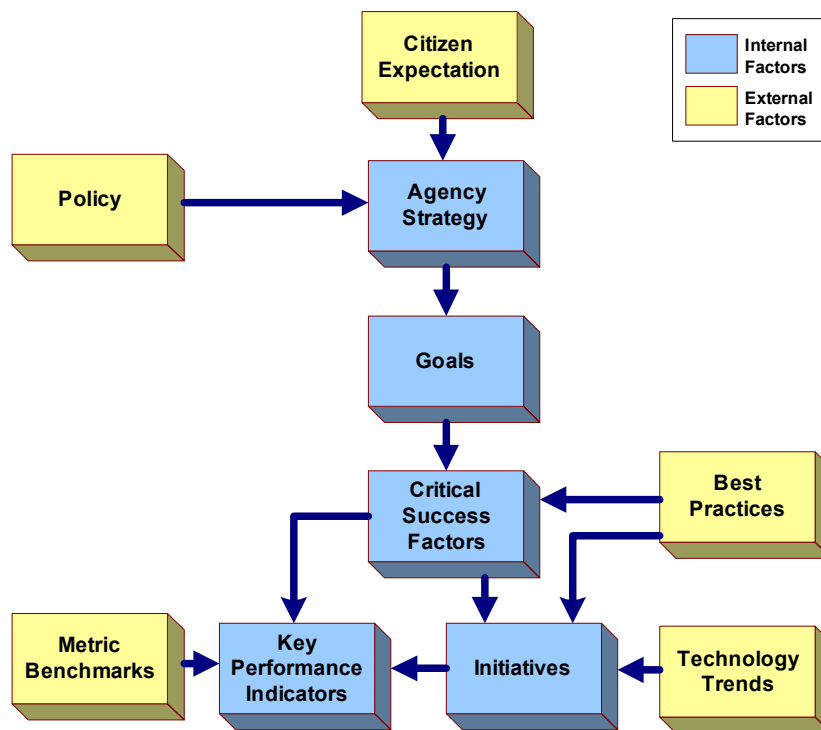 Citizen
Expectation
Internal
Factors
External
Factors
Policy
Agency
Strategy
Goals
Critical
Success
Factors
Best
Practices
Metric
Benchmarks
Key
Performance
Indicators
Initiatives
Technology
Trends